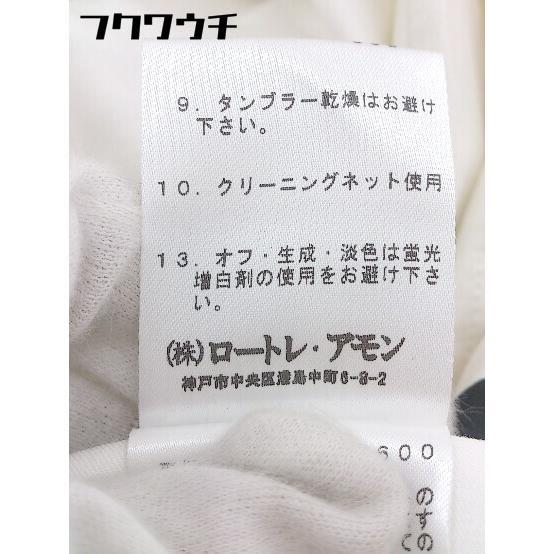 フクワウチ
9. タンブラー乾燥はお避け
下さい。
10. クリーニングネット使用
13. オフ・生成・淡色は蛍光
増白剤の使用をお避け下さ
い。
(株)ロートレ・アモン
神戸市中央区港島中町6-8-2
600
のすの